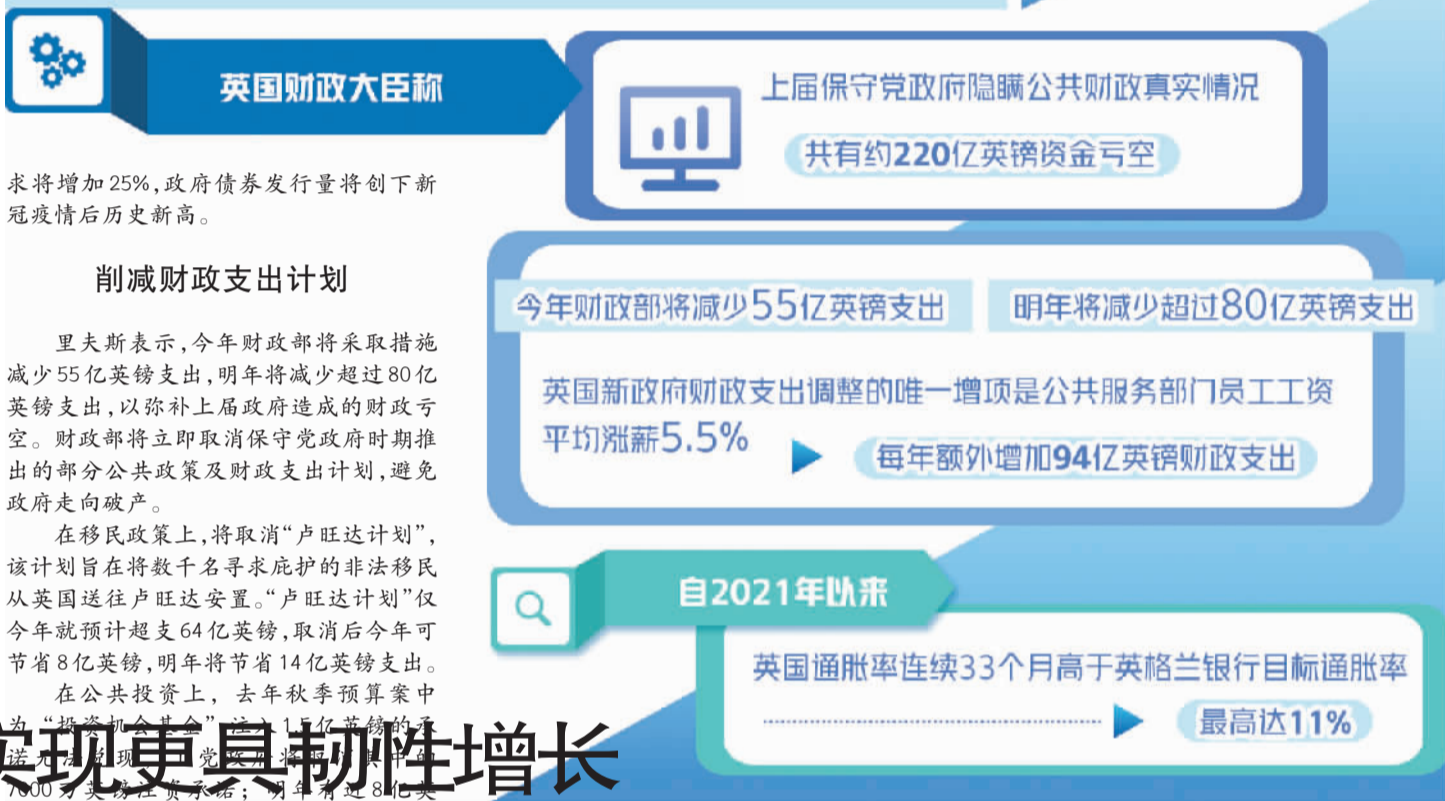 英国财政大臣称
上届保守党政府隐瞒公共财政真实情况
共有约220亿英镑资金亏空
今年财政部将减少55亿英镑支出
明年将减少超过80亿英镑支出
英国新政府财政支出调整的唯一增项是公共服务部门员工工资
平均涨薪5.5%
每年额外增加94亿英镑财政支出
自2021年以来
英国通胀率连续33个月高于英格兰银行目标通胀率
最高达11%
求将增加25%,政府债券发行量将创下新
冠疫情后历史新高。
削减财政支出计划
里夫斯表示,今年财政部将采取措施
减少55亿英镑支出,明年将减少超过80亿
英镑支出,以弥补上届政府造成的财政亏
空。财政部将立即取消保守党政府时期推
出的部分公共政策及财政支出计划,避免
政府走向破产。
在移民政策上,将取消“卢旺达计划”,
该计划旨在将数千名寻求庇护的非法移民
从英国送往卢旺达安置。“卢旺达计划”仅
今年就预计超支64亿英镑,取消后今年可
节省8亿英镑,明年将节省14亿英镑支出。
在公共投资上，去年秋季预算案中
为“投资机会基金”注入1.5亿英镑的承
实现更具韧性增长